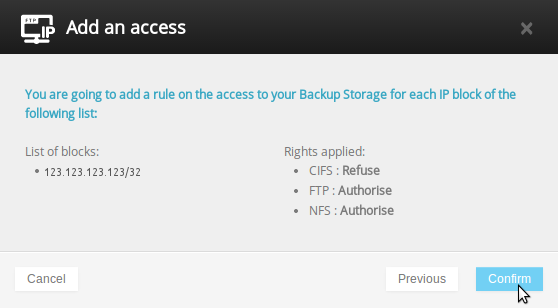 FTP
IP
Add an access
×
You are going to add a rule on the access to your Backup Storage for each IP block of the
following list:
List of blocks:
• 123.123.123.123/32
Rights applied:
• CIFS : Refuse
• FTP : Authorise
• NFS : Authorise
Cancel
Previous
Confirm